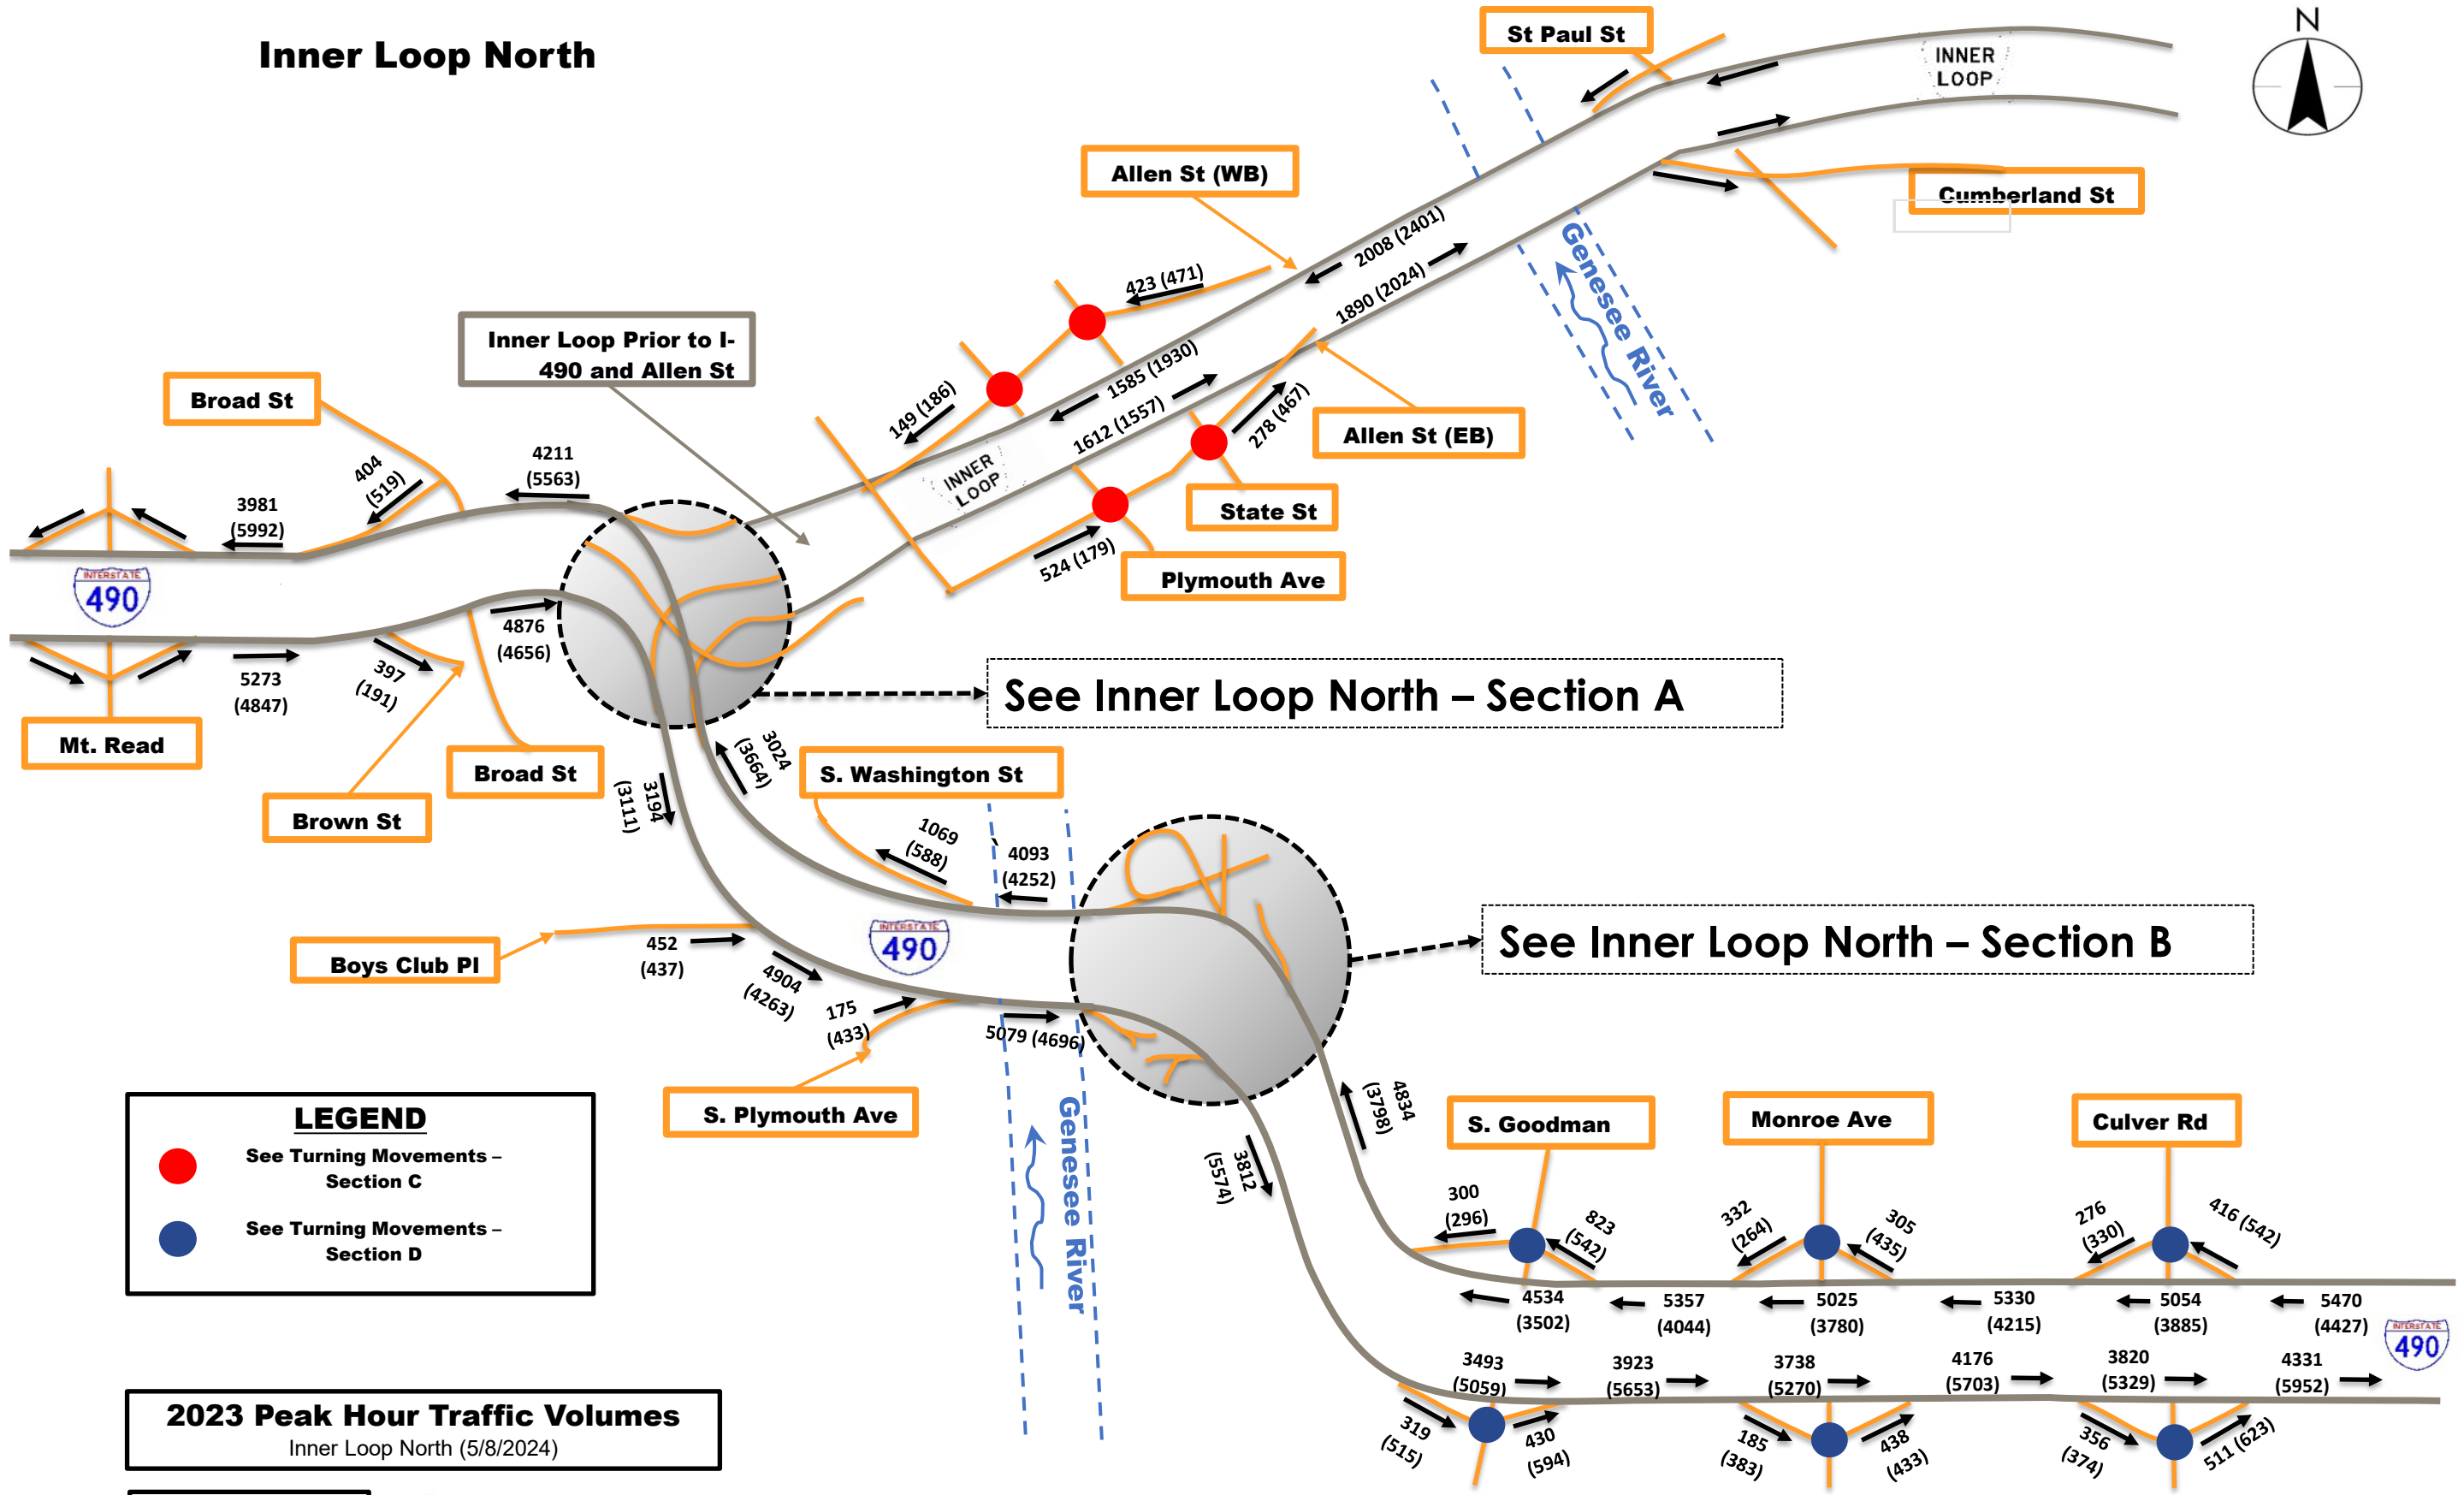 Inner Loop North
St Paul St
INNER
LOOP
N
Allen St (WB)
Cumberland St
2008 (2401)
1890 (2024)
Genesee River
423 (471)
Inner Loop Prior to I-
490 and Allen St
149 (186)
1585 (1930)
1612 (1557)
278 (467)
Allen St (EB)
Broad St
INNER
LOOP
State St
524 (179)
Plymouth Ave
404
(519)
4211
(5563)
3981
(5992)
INTERSTATE
490
4876
(4656)
5273
(4847)
397
(191)
Mt. Read
Broad St
Brown St
See Inner Loop North – Section A
3194
(3111)
3024
(3664)
S. Washington St
1069
(588)
4093
(4252)
See Inner Loop North – Section B
INTERSTATE
490
Boys Club Pl
452
(437)
4904
(4263)
175
(433)
5079 (4696)
S. Plymouth Ave
Genesee River
4834
(3798)
3812
(5574)
S. Goodman
Monroe Ave
Culver Rd
300
(296)
823
(542)
332
(264)
305
(435)
276
(330)
416 (542)
4534
(3502)
5357
(4044)
5025
(3780)
5330
(4215)
5054
(3885)
5470
(4427)
INTERSTATE
490
3493
(5059)
3923
(5653)
3738
(5270)
4176
(5703)
3820
(5329)
4331
(5952)
319
(515)
430
(594)
185
(383)
438
(433)
356
(374)
511 (623)
LEGEND
See Turning Movements –
Section C
See Turning Movements –
Section D
2023 Peak Hour Traffic Volumes
Inner Loop North (5/8/2024)